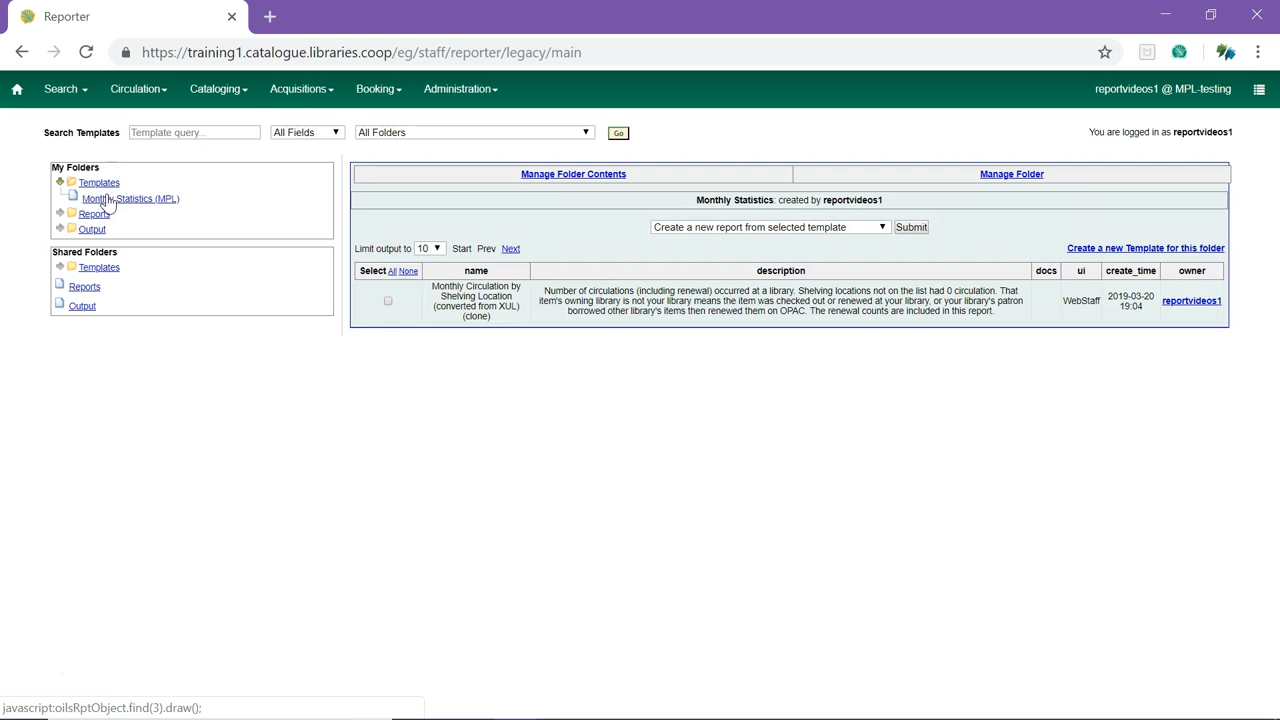 Reporter
https://training1.catalogue.libraries.coop/eg/staff/reporter/legacy/main
Search Circulation Cataloging Acquisitions Booking Administration reportvideos1 @ MPL-testing
Search Templates Template query... All Fields All Folders Go You are logged in as reportvideos1
My Folders
Templates
Monthly Statistics (MPL)
Reports
Output
Shared Folders
Templates
Reports
Output
Manage Folder Contents Manage Folder
Monthly Statistics: created by reportvideos1
Create a new report from selected template Submit
Limit output to 10 Start Prev Next Create a new Template for this folder
Select All None name description docs ui create_time owner
Monthly Circulation by
Shelving Location
(converted from XUL)
(clone)
Number of circulations (including renewal) occurred at a library. Shelving locations not on the list had 0 circulation. That
item's owning library is not your library means the item was checked out or renewed at your library, or your library's patron
borrowed other library's items then renewed them on OPAC. The renewal counts are included in this report.
WebStaff
2019-03-20
19:04
reportvideos1
javascript:oilsRptObject.find(3).draw();